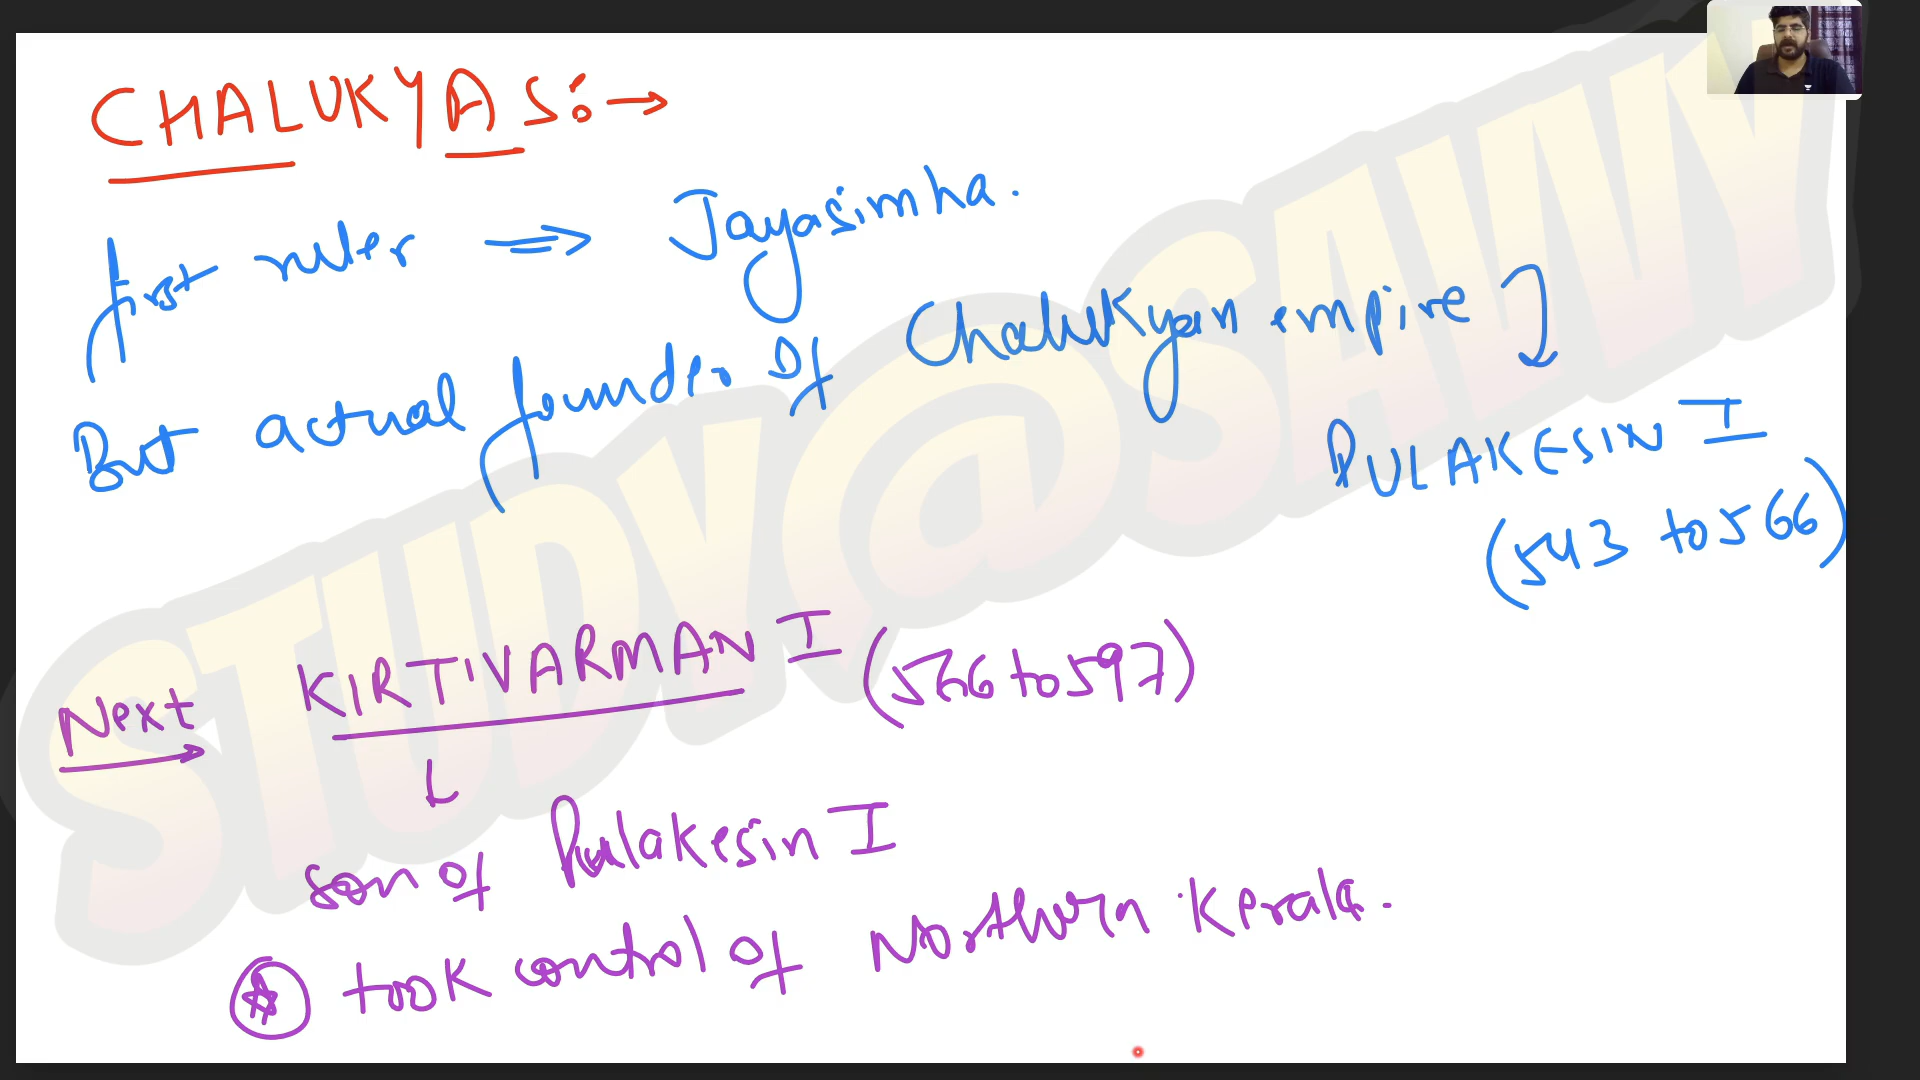 CHALUKYAS:→
first ruler ⇒ Jayasimha.
But actual founder of Chalukyan empire
PULAKESIN I
(543 to 566)
Next KIRTIVARMAN I (566 to 597)
son of Pulakesin I
took control of Northern Kerala.
STUDY@SAVVY